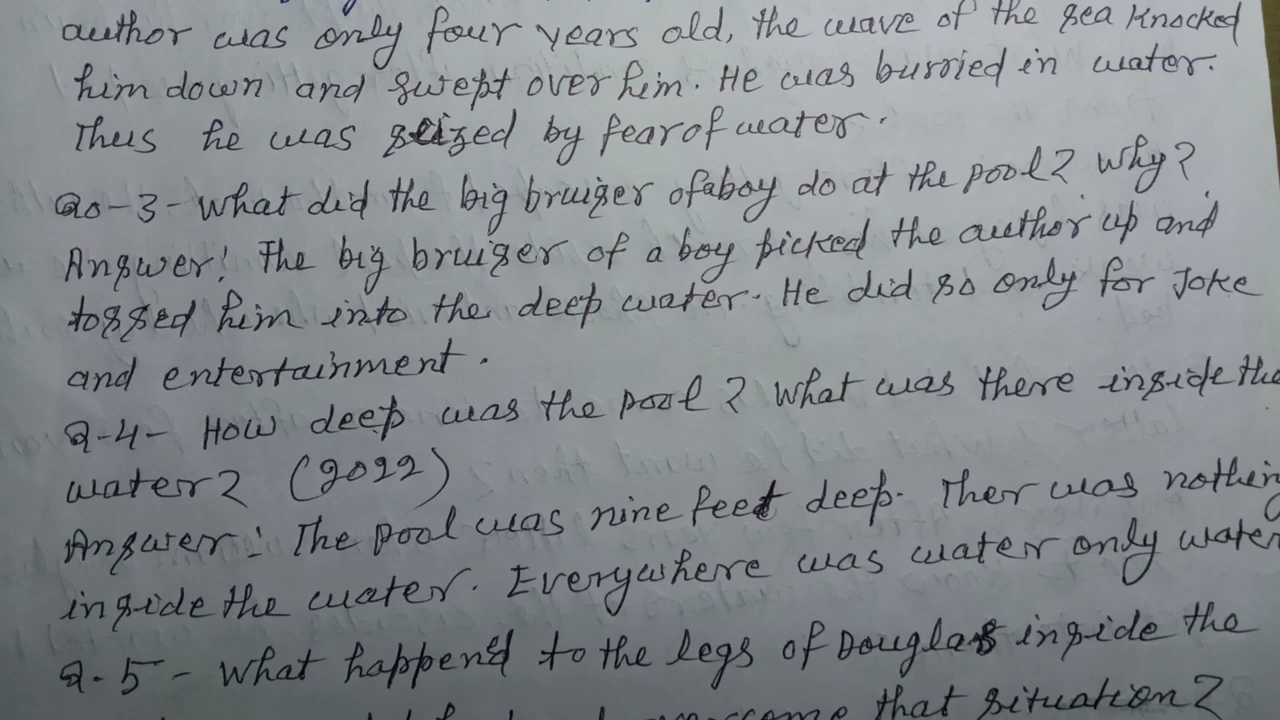 author was only four years old, the wave of the sea knocked
him down and swept over him. He was burried in water.
Thus he was seized by fear of water.
Qo-3- What did the big bruiser of a boy do at the pool? Why?
Answer: The big bruiser of a boy picked the author up and
tossed him into the deep water. He did so only for Joke
and entertainment.
Q-4- How deep was the pool? What was there inside the
water? (2022)
Answer: The pool was nine feet deep. Ther was nothing
inside the water. Everywhere was water only water
Q.5- What happend to the legs of Douglas inside the
that situation?